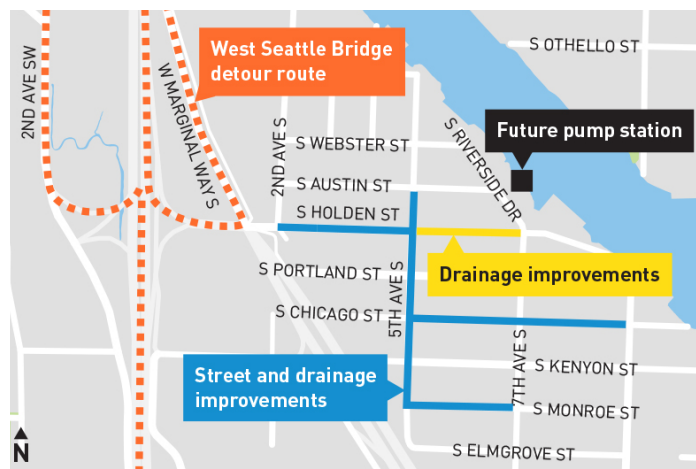 S OTHELLO ST
West Seattle Bridge
detour route
2ND AVE SW
W MARGINAL WAY S
2ND AVE S
S WEBSTER ST
S RIVERSIDE DR
Future pump station
S AUSTIN ST
S HOLDEN ST
Drainage improvements
S PORTLAND ST
5TH AVE S
S CHICAGO ST
7TH AVE S
S KENYON ST
Street and drainage
improvements
S MONROE ST
S ELMGROVE ST
N